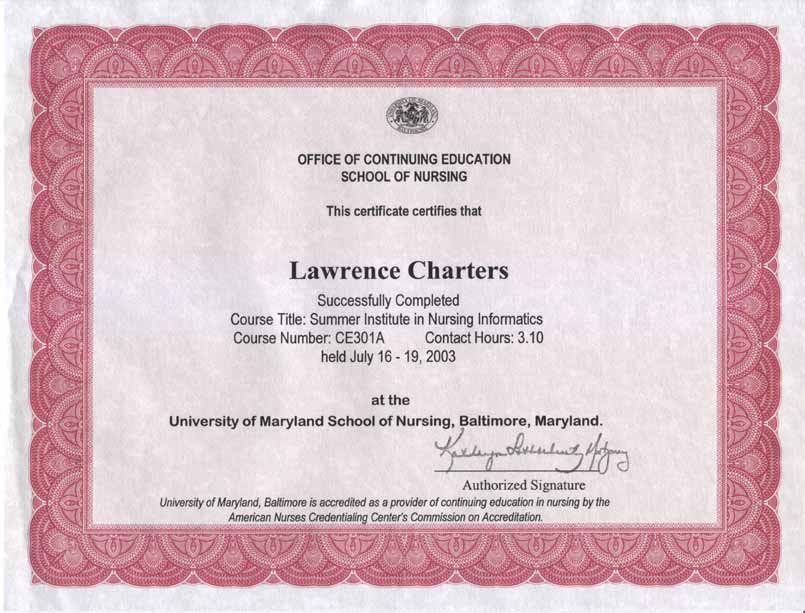 OFFICE OF CONTINUING EDUCATION
SCHOOL OF NURSING
This certificate certifies that
Lawrence Charters
Successfully Completed
Course Title: Summer Institute in Nursing Informatics
Course Number: CE301A Contact Hours: 3.10
held July 16 - 19, 2003
at the
University of Maryland School of Nursing, Baltimore, Maryland.
Authorized Signature
University of Maryland, Baltimore is accredited as a provider of continuing education in nursing by the
American Nurses Credentialing Center's Commission on Accreditation.